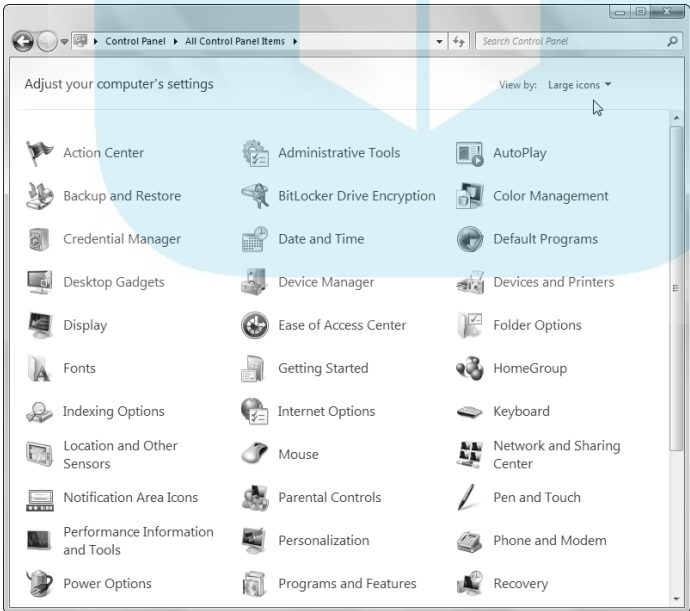 Control Panel All Control Panel Items Search Control Panel
Adjust your computer's settings View by: Large icons
Action Center Administrative Tools AutoPlay
Backup and Restore BitLocker Drive Encryption Color Management
Credential Manager Date and Time Default Programs
Desktop Gadgets Device Manager Devices and Printers
Display Ease of Access Center Folder Options
Fonts Getting Started HomeGroup
Indexing Options Internet Options Keyboard
Location and Other
Sensors
Mouse
Network and Sharing
Center
Notification Area Icons Parental Controls Pen and Touch
Performance Information
and Tools
Personalization
Phone and Modem
Power Options Programs and Features Recovery